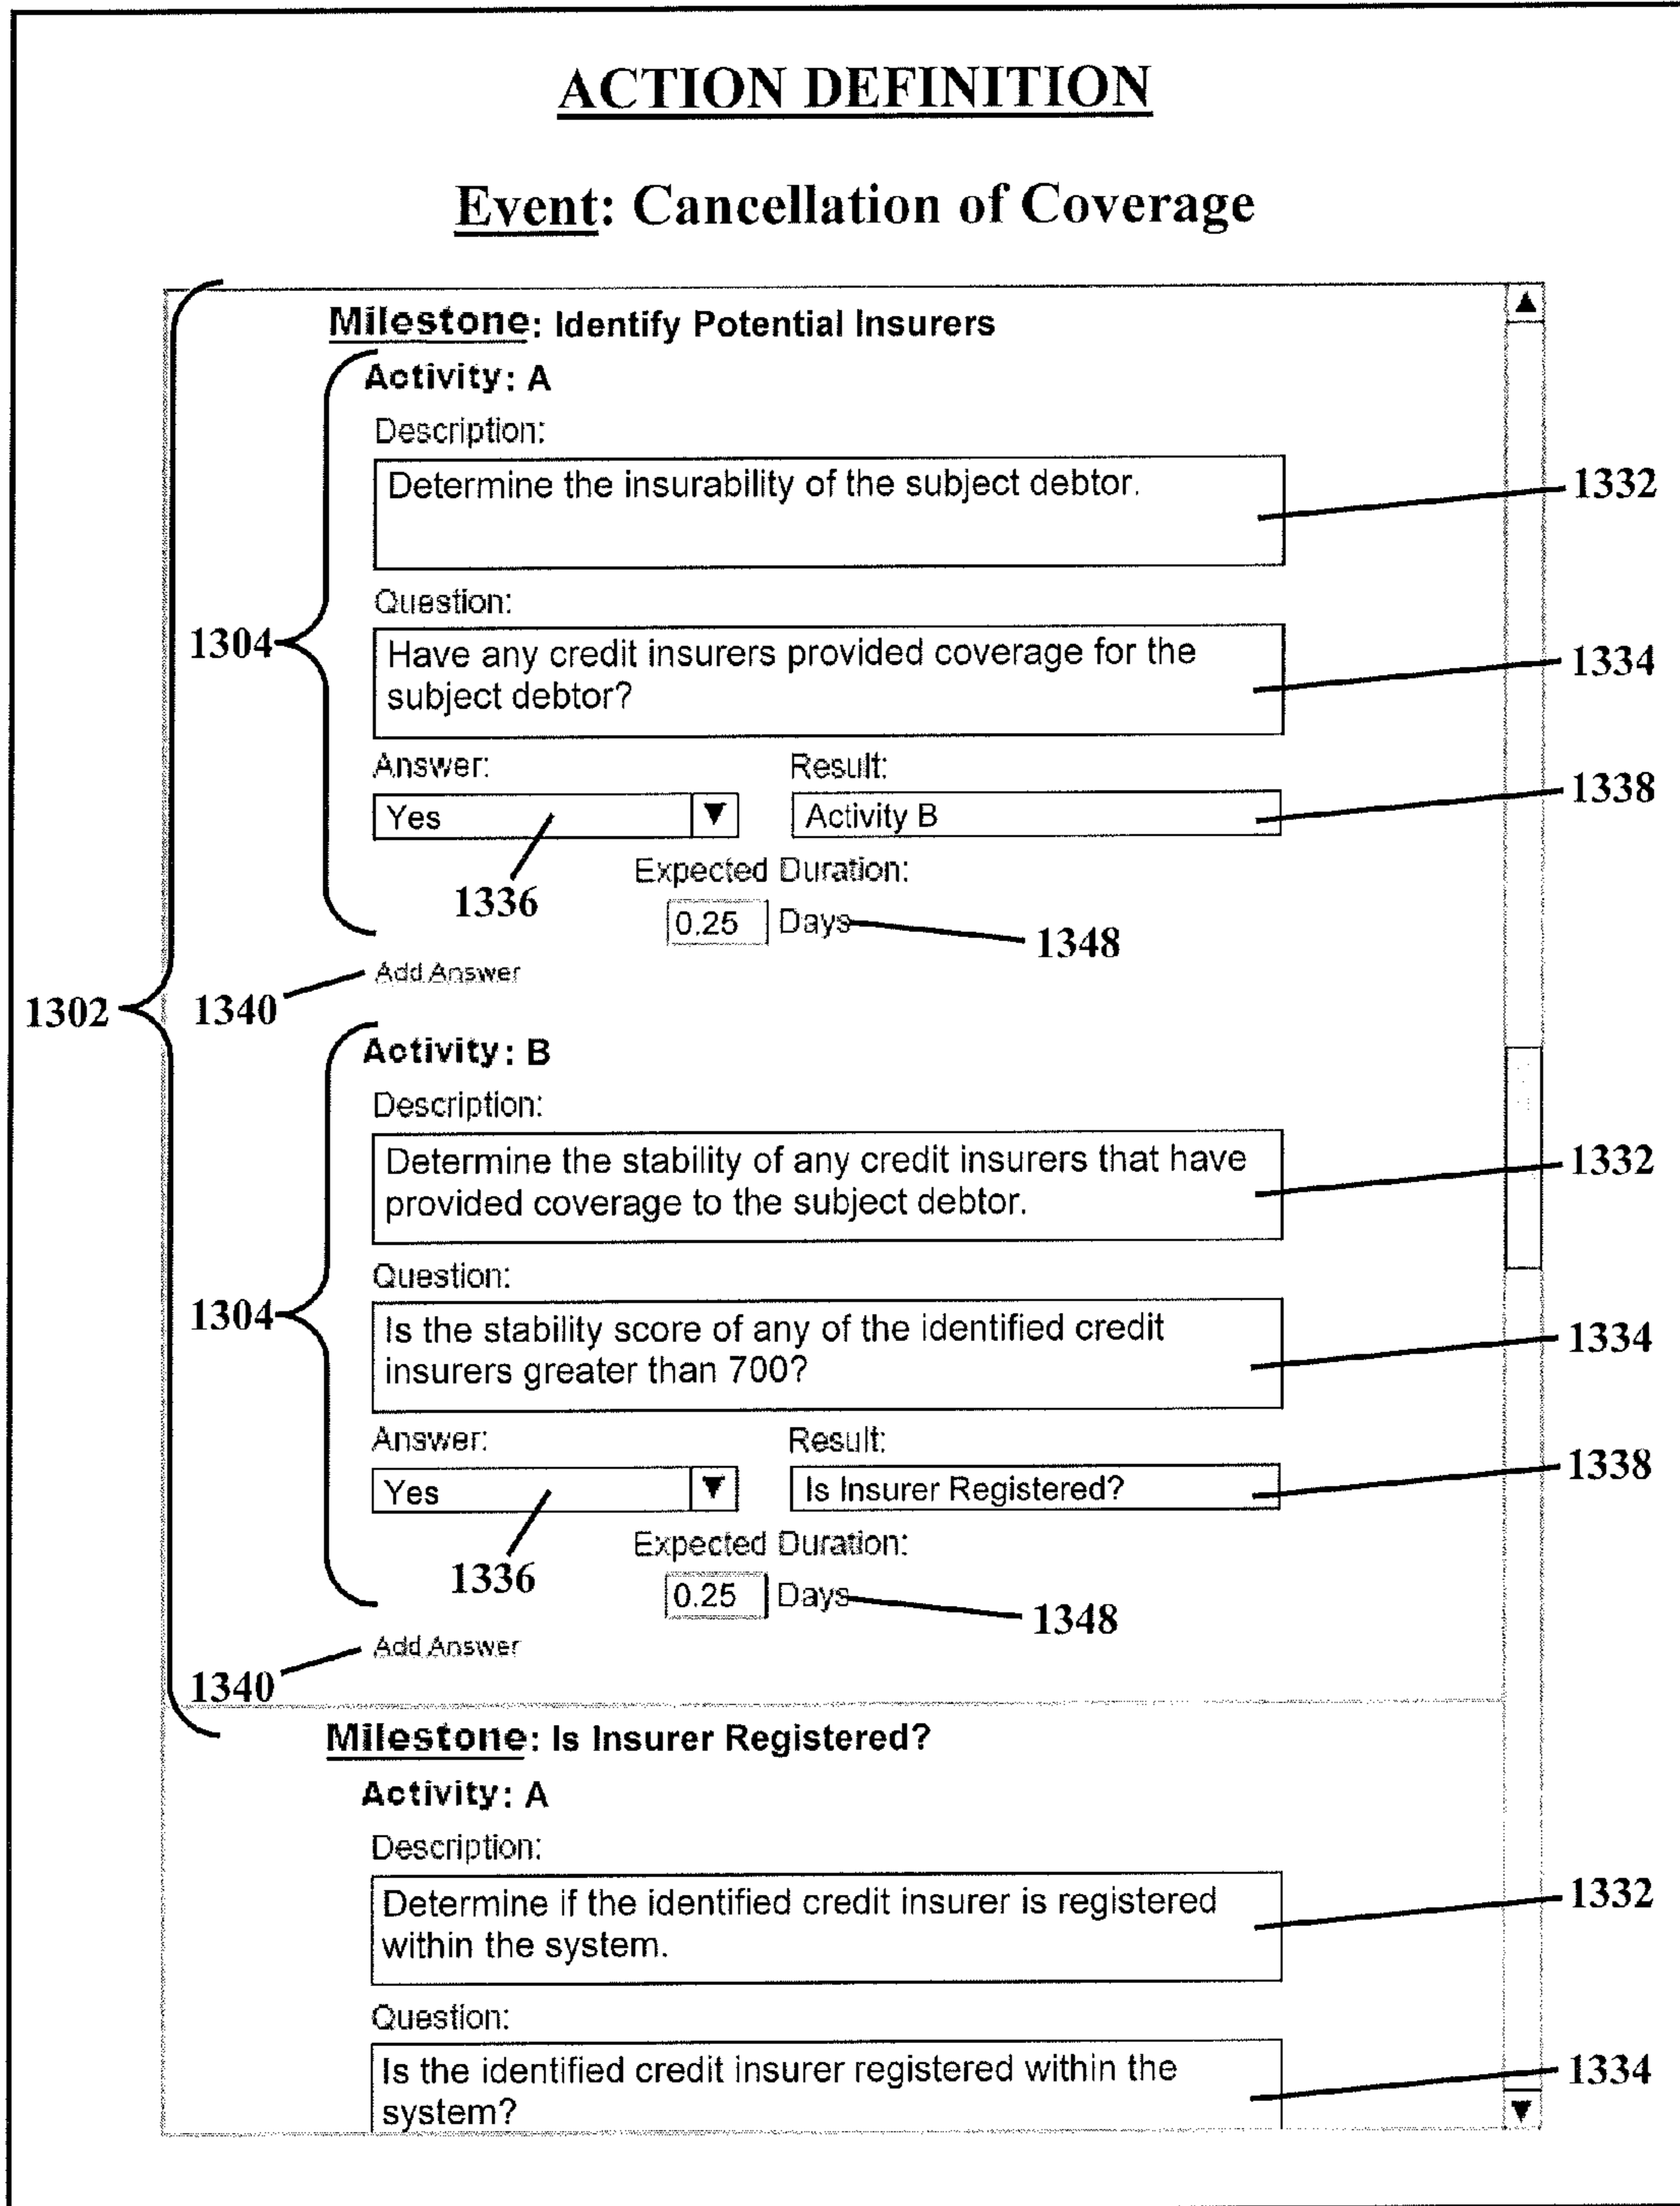 ACTION DEFINITION
Event: Cancellation of Coverage
Milestone: Identify Potential Insurers
Activity: A
Description:
Determine the insurability of the subject debtor.
1332
Question:
1304
Have any credit insurers provided coverage for the
subject debtor?
1334
Answer:
Result:
Yes ▼
Activity B
1338
1336
Expected Duration:
0.25 Days
1348
Add Answer
1302
1340
Activity: B
Description:
Determine the stability of any credit insurers that have
provided coverage to the subject debtor.
1332
Question:
1304
Is the stability score of any of the identified credit
insurers greater than 700?
1334
Answer:
Result:
Yes ▼
Is Insurer Registered?
1338
1336
Expected Duration:
0.25 Days
1348
Add Answer
1340
Milestone: Is Insurer Registered?
Activity: A
Description:
Determine if the identified credit insurer is registered
within the system.
1332
Question:
Is the identified credit insurer registered within the
system?
1334